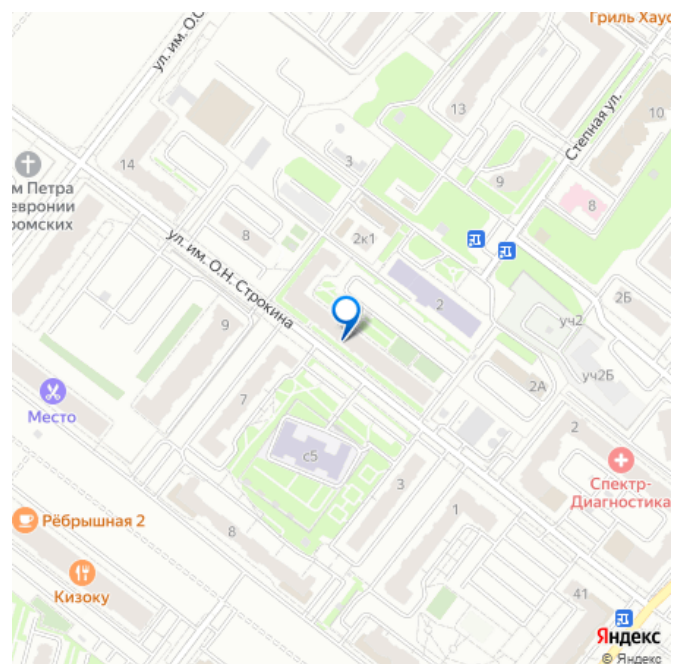 Гриль Хаус
ул. им. О.С
13
10
Степная ул.
14
3
9
8
м Петра
евронии
ромских
8
2к1
ул. им. О.Н. Строкина
2
2Б
уч2
9
2А
уч2Б
7
Место
с5
2
3
Спектр-
Диагностика
1
Рёбрышная 2
8
Кизоку
41
Яндекс
© Яндекс